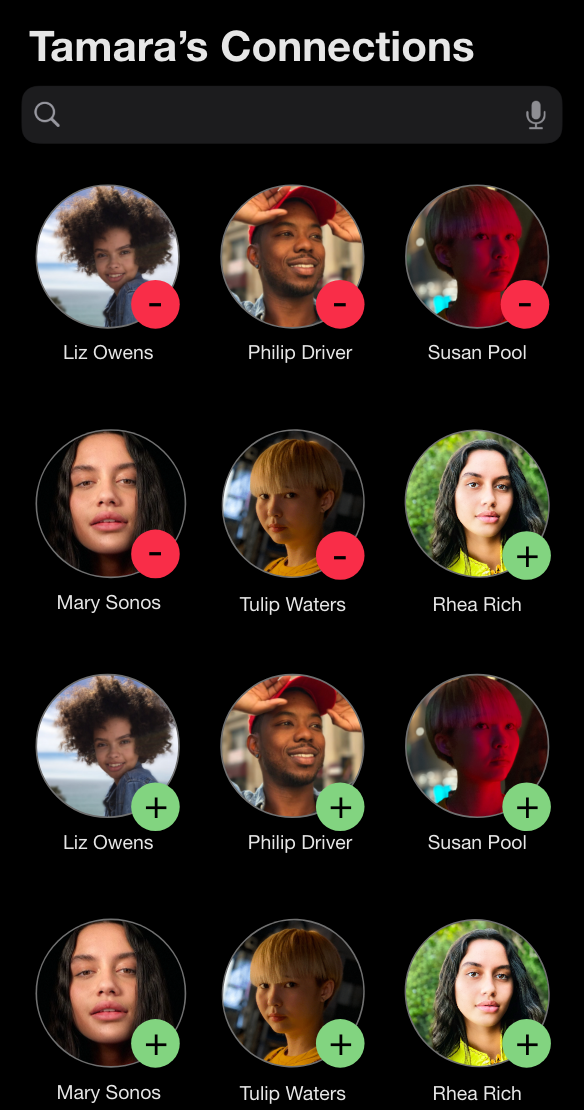 Tamara’s Connections
-
-
-
Liz Owens
Philip Driver
Susan Pool
-
-
+
Mary Sonos
Tulip Waters
Rhea Rich
+
+
+
Liz Owens
Philip Driver
Susan Pool
+
+
+
Mary Sonos
Tulip Waters
Rhea Rich